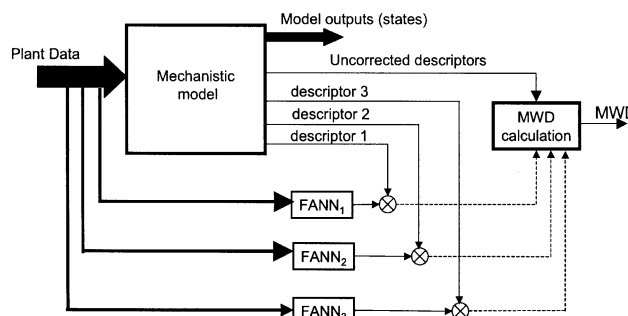 Model outputs (states)
Plant Data
Uncorrected descriptors
Mechanistic
model
descriptor 3
descriptor 2
descriptor 1
MWD
calculation
MWD
FANN₁
FANN₂
FANN